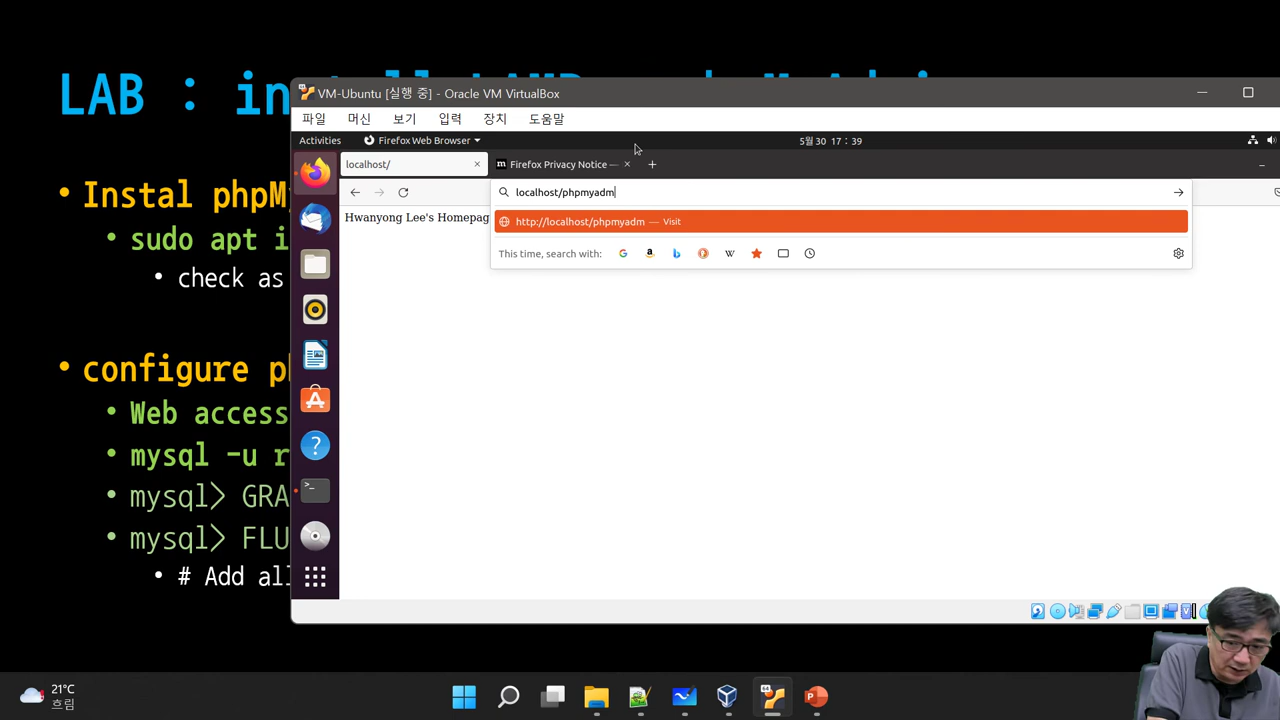 LAB : in
VM-Ubuntu [실행 중] - Oracle VM VirtualBox
파일 머신 보기 입력 장치 도움말
Activities Firefox Web Browser 5월 30 17 : 39
localhost/ Firefox Privacy Notice —
localhost/phpmyadm
Hwanyong Lee's Homepag
http://localhost/phpmyadm — Visit
This time, search with:
• Instal phpM
• sudo apt i
• check as
• configure p
• Web access
• mysql -u r
• mysql> GRA
• mysql> FLU
• # Add al
21°C
흐림